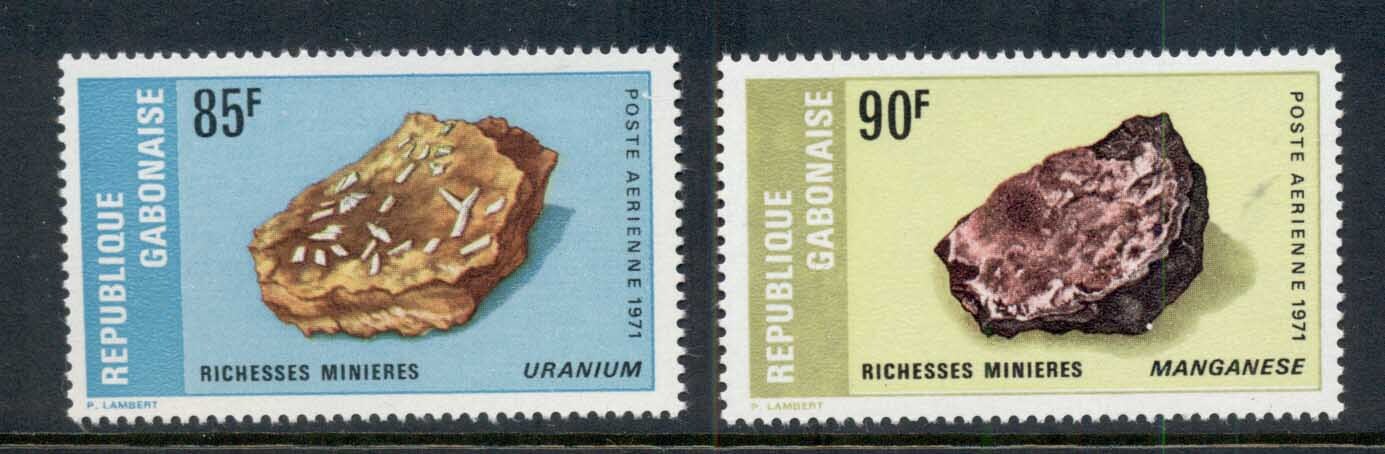 REPUBLIQUE
GABONAISE
85F
POSTE AERIENNE 1971
RICHESSES MINIERES
URANIUM
P. LAMBERT
REPUBLIQUE
GABONAISE
90F
POSTE AERIENNE 1971
RICHESSES MINIERES
MANGANESE
P. LAMBERT